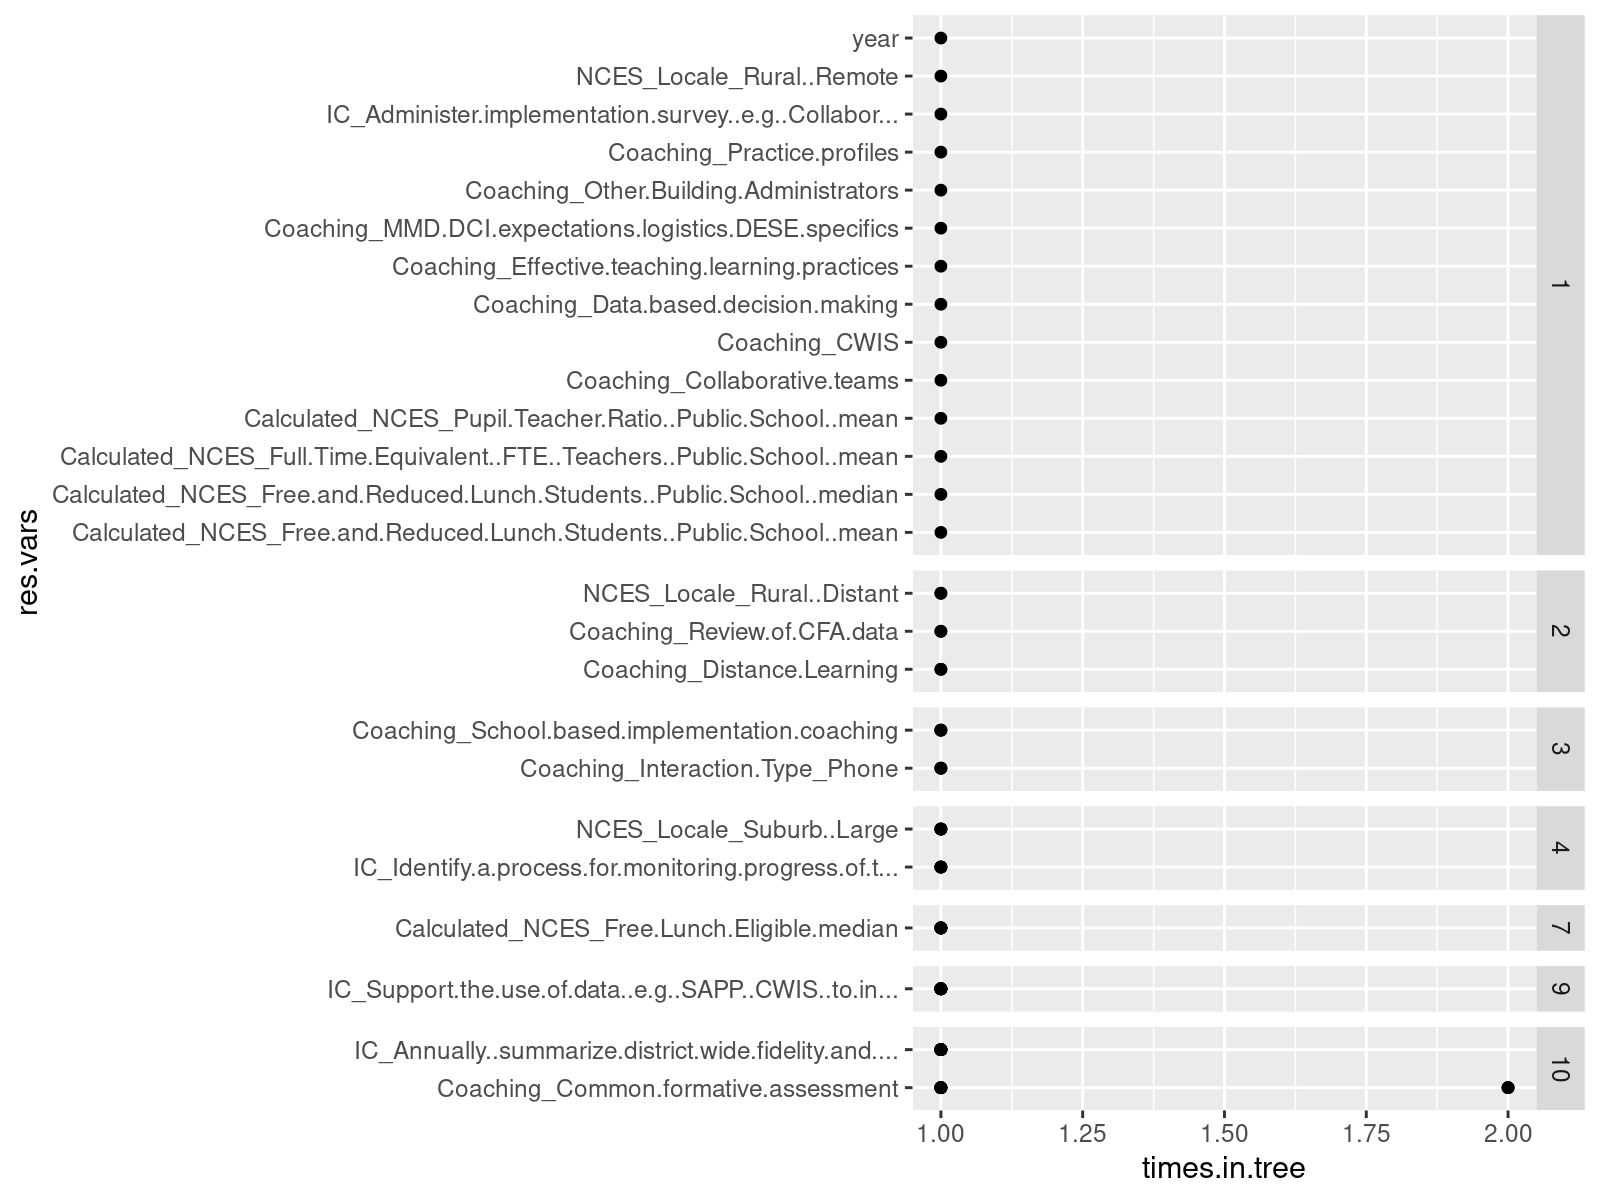 year
NCES_Locale_Rural..Remote
IC_Administer.implementation.survey..e.g..Collabor...
Coaching_Practice.profiles
Coaching_Other.Building.Administrators
Coaching_MMD.DCI.expectations.logistics.DESE.specifics
Coaching_Effective.teaching.learning.practices
Coaching_Data.based.decision.making
Coaching_CWIS
Coaching_Collaborative.teams
Calculated_NCES_Pupil.Teacher.Ratio..Public.School..mean
Calculated_NCES_Full.Time.Equivalent..FTE..Teachers..Public.School..mean
Calculated_NCES_Free.and.Reduced.Lunch.Students..Public.School..median
Calculated_NCES_Free.and.Reduced.Lunch.Students..Public.School..mean
1
NCES_Locale_Rural..Distant
Coaching_Review.of.CFA.data
Coaching_Distance.Learning
2
Coaching_School.based.implementation.coaching
Coaching_Interaction.Type_Phone
3
NCES_Locale_Suburb..Large
IC_Identify.a.process.for.monitoring.progress.of.t...
4
Calculated_NCES_Free.Lunch.Eligible.median
7
IC_Support.the.use.of.data..e.g..SAPP..CWIS..to.in...
9
IC_Annually..summarize.district.wide.fidelity.and....
Coaching_Common.formative.assessment
10
1.00 1.25 1.50 1.75 2.00
times.in.tree
res.vars